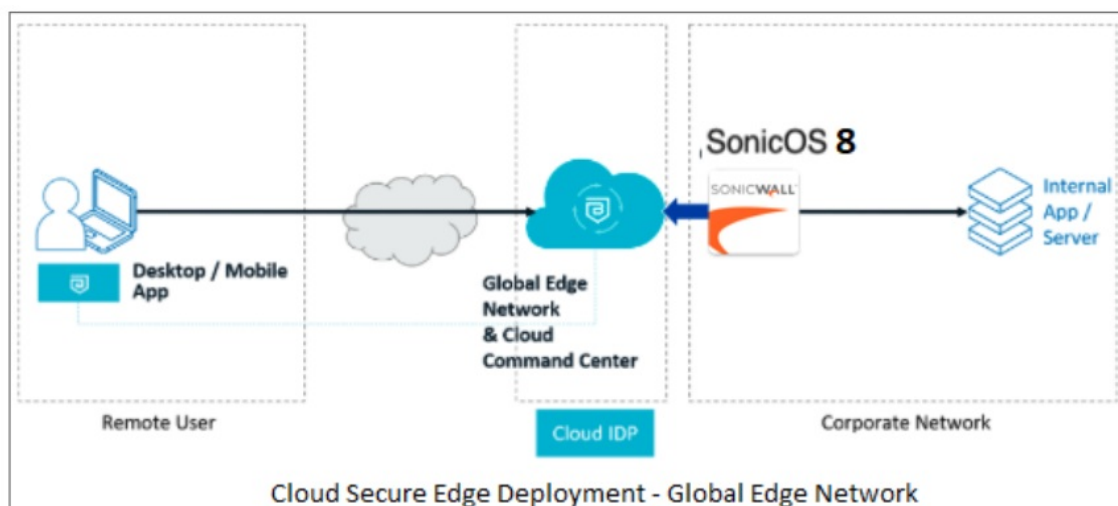 SonicOS 8
SONICWALL
Internal
App /
Server
Desktop / Mobile
App
Global Edge
Network
& Cloud
Command Center
Remote User
Cloud IDP
Corporate Network
Cloud Secure Edge Deployment - Global Edge Network